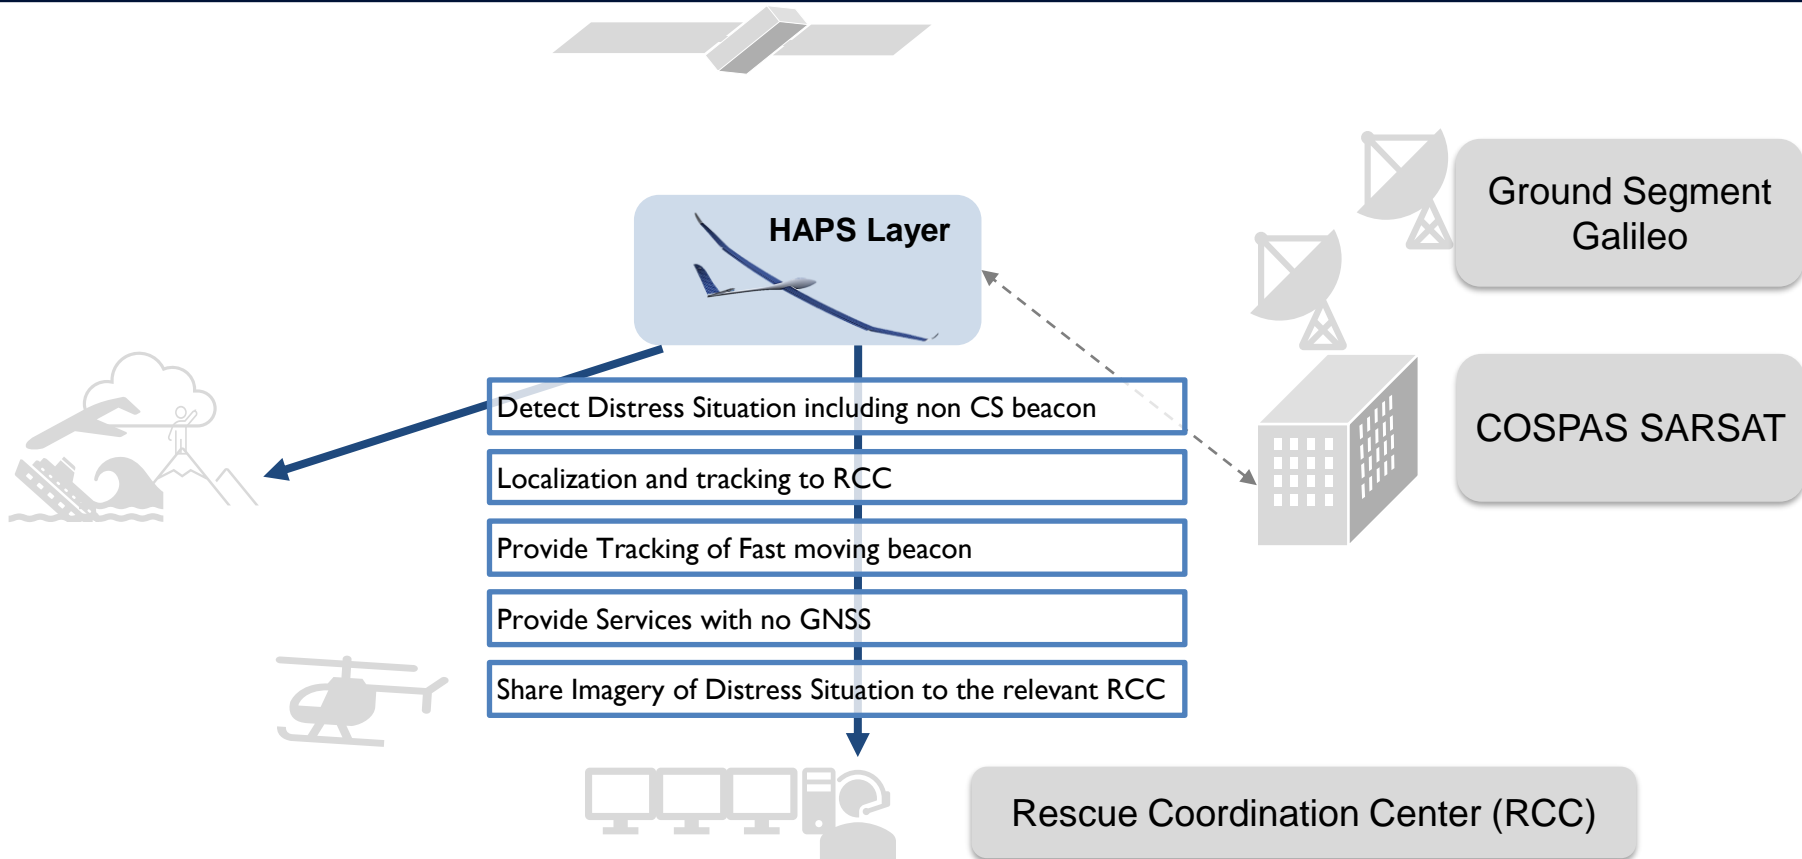 Ground Segment
Galileo
HAPS Layer
COSPAS SARSAT
Detect Distress Situation including non CS beacon
Localization and tracking to RCC
Provide Tracking of Fast moving beacon
Provide Services with no GNSS
Share Imagery of Distress Situation to the relevant RCC
Rescue Coordination Center (RCC)